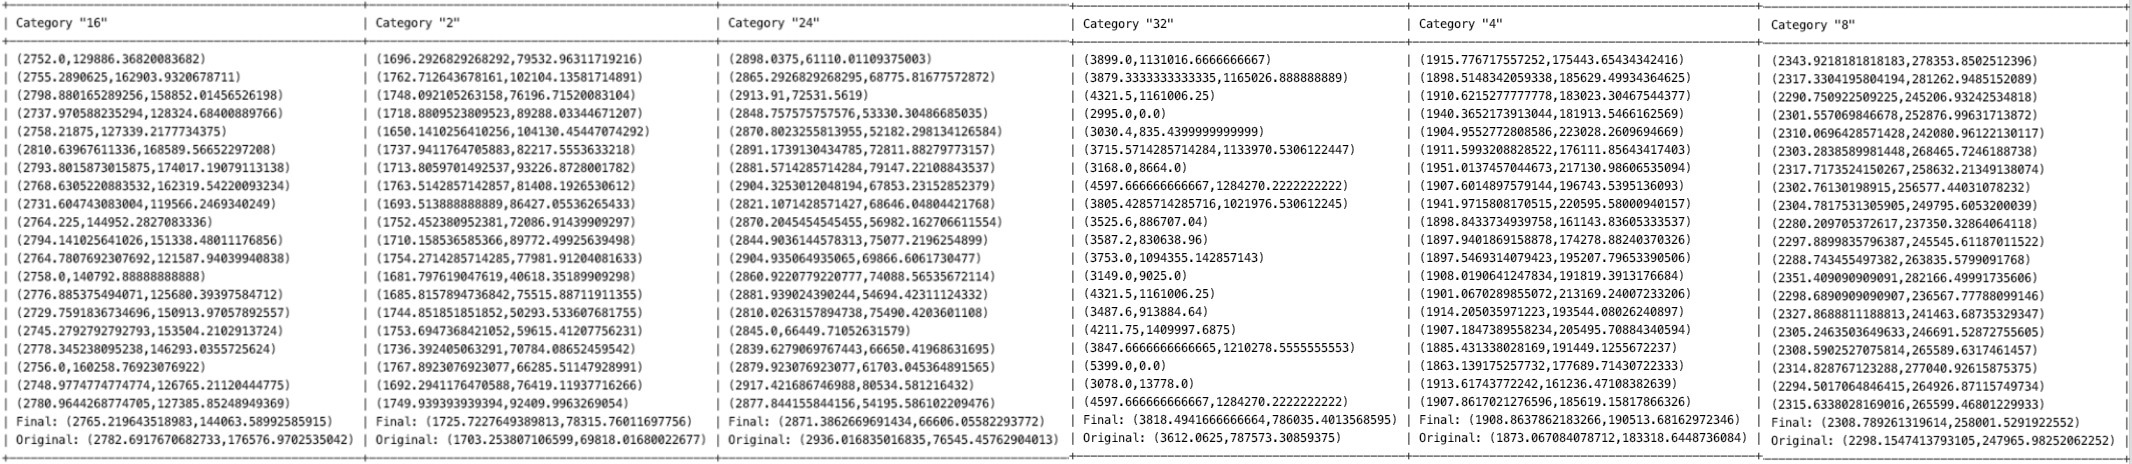 | Category "16" | Category "2" | Category "24" | Category "32" | Category "4" | Category "8" |
| (2752.0,129886.36820083682) | (1696.2926829268292,79532.96311719216) | (2898.0375,61110.01109375003) | (3899.0,1131016.6666666667) | (1915.776717557252,175443.65434342416) | (2343.9218181818183,278353.8502512396) |
| (2755.2890625,162903.9320678711) | (1762.712643678161,102104.13581714891) | (2865.2926829268295,68775.81677572872) | (3879.3333333333335,1165026.888888889) | (1898.5148342059338,185629.49934364625) | (2317.3304195804194,281262.9485152089) |
| (2798.880165289256,158852.01456526198) | (1748.092105263158,76196.71520083104) | (2913.91,72531.5619) | (4321.5,1161006.25) | (1910.6215277777778,183023.30467544377) | (2290.750922509225,245206.93242534818) |
| (2737.970588235294,128324.68400889766) | (1718.8809523809523,89288.03344671207) | (2848.757575757576,53330.30486685035) | (2995.0,0.0) | (1940.3652173913044,181913.5466162569) | (2301.557069846678,252876.99631713872) |
| (2758.21875,127339.2177734375) | (1650.1410256410256,104130.45447074292) | (2870.8023255813955,52182.298134126584) | (3030.4,835.4399999999999) | (1904.9552772808586,223028.2609694669) | (2310.0696428571428,242080.96122130117) |
| (2810.63967611336,168589.56652297208) | (1737.9411764705883,82217.5553633218) | (2891.1739130434785,72811.88279773157) | (3715.5714285714284,1133970.5306122447) | (1911.5993208828522,176111.85643417403) | (2303.2838589981448,268465.7246188738) |
| (2793.8015873015875,174017.19079113138) | (1713.8059701492537,93226.8728001782) | (2881.5714285714284,79147.22108843537) | (3168.0,8664.0) | (1951.0137457044673,217130.98606535094) | (2317.7173524150267,258632.21349138074) |
| (2768.6305220883532,162319.54220093234) | (1763.5142857142857,81408.1926530612) | (2904.3253012048194,67853.23152852379) | (4597.666666666667,1284270.2222222222) | (1907.6014897579144,196743.5395136093) | (2302.76130198915,256577.44031078232) |
| (2731.604743083004,119566.2469340249) | (1693.513888888889,86427.05536265433) | (2821.1071428571427,68646.04804421768) | (3805.4285714285716,1021976.530612245) | (1941.9715808170515,220595.58000940157) | (2304.7817531305905,249795.6053200039) |
| (2764.225,144952.2827083336) | (1752.452380952381,72086.91439909297) | (2870.2045454545455,56982.162706611554) | (3525.6,886707.04) | (1898.8433734939758,161143.83605333537) | (2280.209705372617,237350.32864064118) |
| (2794.141025641026,151338.48011176856) | (1710.158536585366,89772.49925639498) | (2844.9036144578313,75077.2196254899) | (3587.2,830638.96) | (1897.9401869158878,174278.88240370326) | (2297.8899835796387,245545.61187011522) |
| (2764.7807692307692,121587.94039940838) | (1754.2714285714285,77981.91204081633) | (2904.935064935065,69866.6061730477) | (3753.0,1094355.142857143) | (1897.5469314079423,195207.79653390506) | (2288.743455497382,263835.5799091768) |
| (2758.0,140792.88888888888) | (1681.797619047619,40618.35189909298) | (2860.9220779220777,74088.56535672114) | (3149.0,9025.0) | (1908.0190641247834,191819.3913176684) | (2351.409090909091,282166.49991735606) |
| (2776.885375494071,125680.39397584712) | (1685.8157894736842,75515.88711911355) | (2881.939024390244,54694.42311124332) | (4321.5,1161006.25) | (1901.0670289855072,213169.24007233206) | (2298.6890909090907,236567.77788099146) |
| (2729.7591836734696,150913.97057892557) | (1744.851851851852,50293.533607681755) | (2810.0263157894738,75490.4203601108) | (3487.6,913884.64) | (1914.205035971223,193544.08026240897) | (2327.8688811188813,241463.68735329347) |
| (2745.2792792792793,153504.2102913724) | (1753.6947368421052,59615.41207756231) | (2845.0,66449.71052631579) | (4211.75,1409997.6875) | (1907.1847389558234,205495.70884340594) | (2305.2463503649633,246691.52872755605) |
| (2778.345238095238,146293.0355725624) | (1736.392405063291,70784.08652459542) | (2839.6279069767443,66650.41968631695) | (3847.6666666666665,1210278.5555555553) | (1885.431338028169,191449.1255672237) | (2308.5902527075814,265589.6317461457) |
| (2756.0,160258.76923076922) | (1767.8923076923077,66285.51147928991) | (2879.923076923077,61703.045364891565) | (5399.0,0.0) | (1863.139175257732,177689.71430722333) | (2314.828767123288,277040.92615875375) |
| (2748.9774774774774,126765.21120444775) | (1692.2941176470588,76419.11937716266) | (2917.421686746988,80534.581216432) | (3078.0,13778.0) | (1913.61743772242,161236.47108382639) | (2294.5017064846415,264926.87115749734) |
| (2780.9644268774705,127385.85248949369) | (1749.939393939394,92409.9963269054) | (2877.844155844156,54195.586102209476) | (4597.666666666667,1284270.2222222222) | (1907.8617021276596,185619.15817866326) | (2315.6338028169016,265599.46801229933) |
| Final: (2765.219643518983,144063.58992585915) | Final: (1725.7227649389813,78315.76011697756) | Final: (2871.3862669691434,66606.05582293772) | Final: (3818.4941666666664,786035.4013568595) | Final: (1908.8637862183266,190513.68162972346) | Final: (2308.789261319614,258001.5291922552) |
| Original: (2782.6917670682733,176576.9702535042) | Original: (1703.253807106599,69818.01680022677) | Original: (2936.016835016835,76545.45762904013) | Original: (3612.0625,787573.30859375) | Original: (1873.067084078712,183318.6448736084) | Original: (2298.1547413793105,247965.98252062252) |